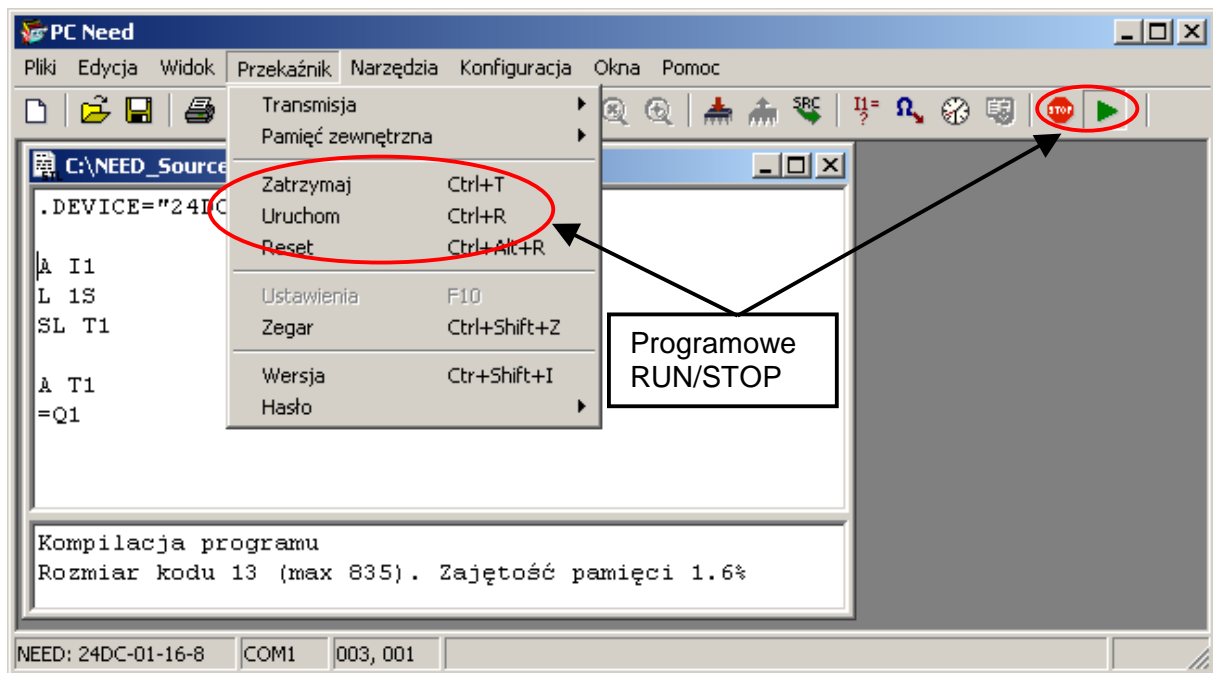 PC Need
Pliki Edycja Widok Przekaźnik Narzędzia Konfiguracja Okna Pomoc
SRC I1=? STOP
Transmisja
Pamięć zewnętrzna
Zatrzymaj Ctrl+T
Uruchom Ctrl+R
Reset Ctrl+Alt+R
Ustawienia F10
Zegar Ctrl+Shift+Z
Wersja Ctr+Shift+I
Hasło
STL C:\NEED_Source
.DEVICE="24DC
A I1
L 1S
SL T1
A T1
=Q1
Programowe
RUN/STOP
Kompilacja programu
Rozmiar kodu 13 (max 835). Zajętość pamięci 1.6%
NEED: 24DC-01-16-8 COM1 003, 001